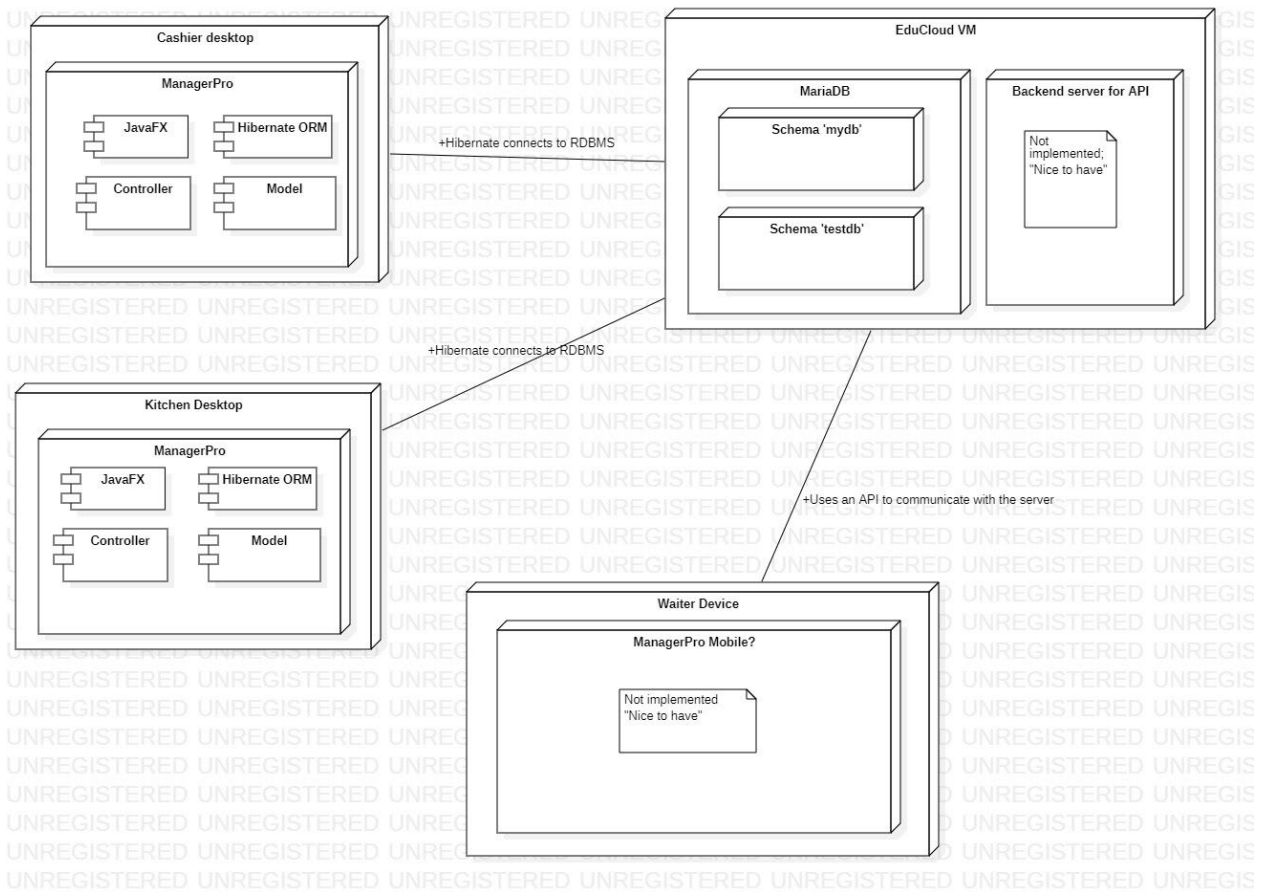 Cashier desktop
ManagerPro
JavaFX
Hibernate ORM
Controller
Model
+Hibernate connects to RDBMS
EduCloud VM
MariaDB
Schema 'mydb'
Schema 'testdb'
Backend server for API
Not
implemented;
"Nice to have"
+Hibernate connects to RDBMS
Kitchen Desktop
ManagerPro
JavaFX
Hibernate ORM
Controller
Model
+Uses an API to communicate with the server
Waiter Device
ManagerPro Mobile?
Not implemented
"Nice to have"
UNREGISTERED